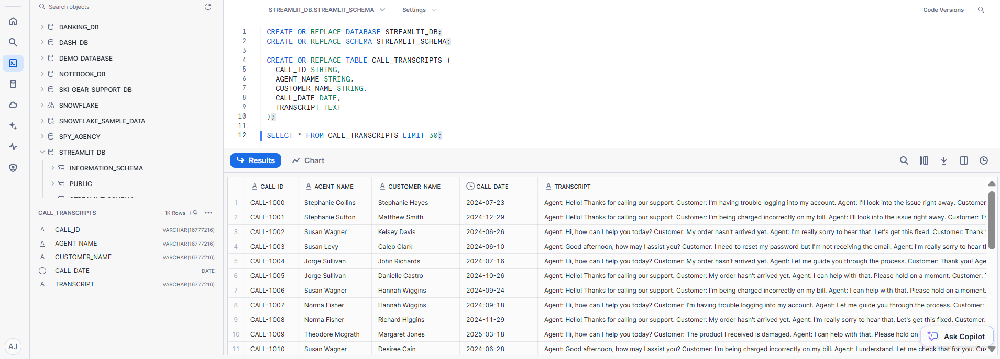 Search objects
BANKING_DB
DASH_DB
DEMO_DATABASE
NOTEBOOK_DB
SKI_GEAR_SUPPORT_DB
SNOWFLAKE
SNOWFLAKE_SAMPLE_DATA
SPY_AGENCY
STREAMLIT_DB
INFORMATION_SCHEMA
PUBLIC
CALL_TRANSCRIPTS 1K Rows
CALL_ID VARCHAR(16777216)
AGENT_NAME VARCHAR(16777216)
CUSTOMER_NAME VARCHAR(16777216)
CALL_DATE DATE
TRANSCRIPT VARCHAR(16777216)
AJ
STREAMLIT_DB.STREAMLIT_SCHEMA Settings Code Versions
1 CREATE OR REPLACE DATABASE STREAMLIT_DB;
2 CREATE OR REPLACE SCHEMA STREAMLIT_SCHEMA;
3
4 CREATE OR REPLACE TABLE CALL_TRANSCRIPTS (
5 CALL_ID STRING,
6 AGENT_NAME STRING,
7 CUSTOMER_NAME STRING,
8 CALL_DATE DATE,
9 TRANSCRIPT TEXT
10 );
11
12 SELECT * FROM CALL_TRANSCRIPTS LIMIT 30;
Results Chart
CALL_ID AGENT_NAME CUSTOMER_NAME CALL_DATE TRANSCRIPT
1 CALL-1000 Stephanie Collins Stephanie Hayes 2024-07-23 Agent: Hello! Thanks for calling our support. Customer: I'm having trouble logging into my account. Agent: I'll look into the issue right away. Customer
2 CALL-1001 Stephanie Sutton Matthew Smith 2024-12-29 Agent: Hello! Thanks for calling our support. Customer: I'm being charged incorrectly on my bill. Agent: I'll look into the issue right away. Customer:
3 CALL-1002 Susan Wagner Kelsey Davis 2024-06-26 Agent: Hi, how can I help you today? Customer: My order hasn't arrived yet. Agent: I'm really sorry to hear that. Let's get this fixed. Customer: Thank
4 CALL-1003 Susan Levy Caleb Clark 2024-06-10 Agent: Good afternoon, how may I assist you? Customer: I need to reset my password but I'm not receiving the email. Agent: I'm really sorry to hear
5 CALL-1004 Jorge Sullivan John Richards 2024-07-16 Agent: Hi, how can I help you today? Customer: My order hasn't arrived yet. Agent: Let me guide you through the process. Customer: Thank you! Age
6 CALL-1005 Jorge Sullivan Danielle Castro 2024-10-26 Agent: Hello! Thanks for calling our support. Customer: My order hasn't arrived yet. Agent: I can help with that. Please hold on a moment. Customer:
7 CALL-1006 Susan Wagner Hannah Wiggins 2024-09-24 Agent: Hello! Thanks for calling our support. Customer: I'm being charged incorrectly on my bill. Agent: I can help with that. Please hold on a moment.
8 CALL-1007 Norma Fisher Hannah Wiggins 2024-09-18 Agent: Hi, how can I help you today? Customer: I'm having trouble logging into my account. Agent: Let me guide you through the process. Customer:
9 CALL-1008 Norma Fisher Richard Higgins 2024-11-29 Agent: Hello! Thanks for calling our support. Customer: My order hasn't arrived yet. Agent: I'm really sorry to hear that. Let's get this fixed. Customer:
10 CALL-1009 Theodore Mcgrath Margaret Jones 2025-03-18 Agent: Hi, how can I help you today? Customer: The product I received is damaged. Agent: I can help with that. Please hold on
11 CALL-1010 Susan Wagner Desiree Cain 2024-06-28 Agent: Good afternoon, how may I assist you? Customer: I'm being charged incorrectly on my bill. Agent: I understand. Let me check that for you.
Ask Copilot